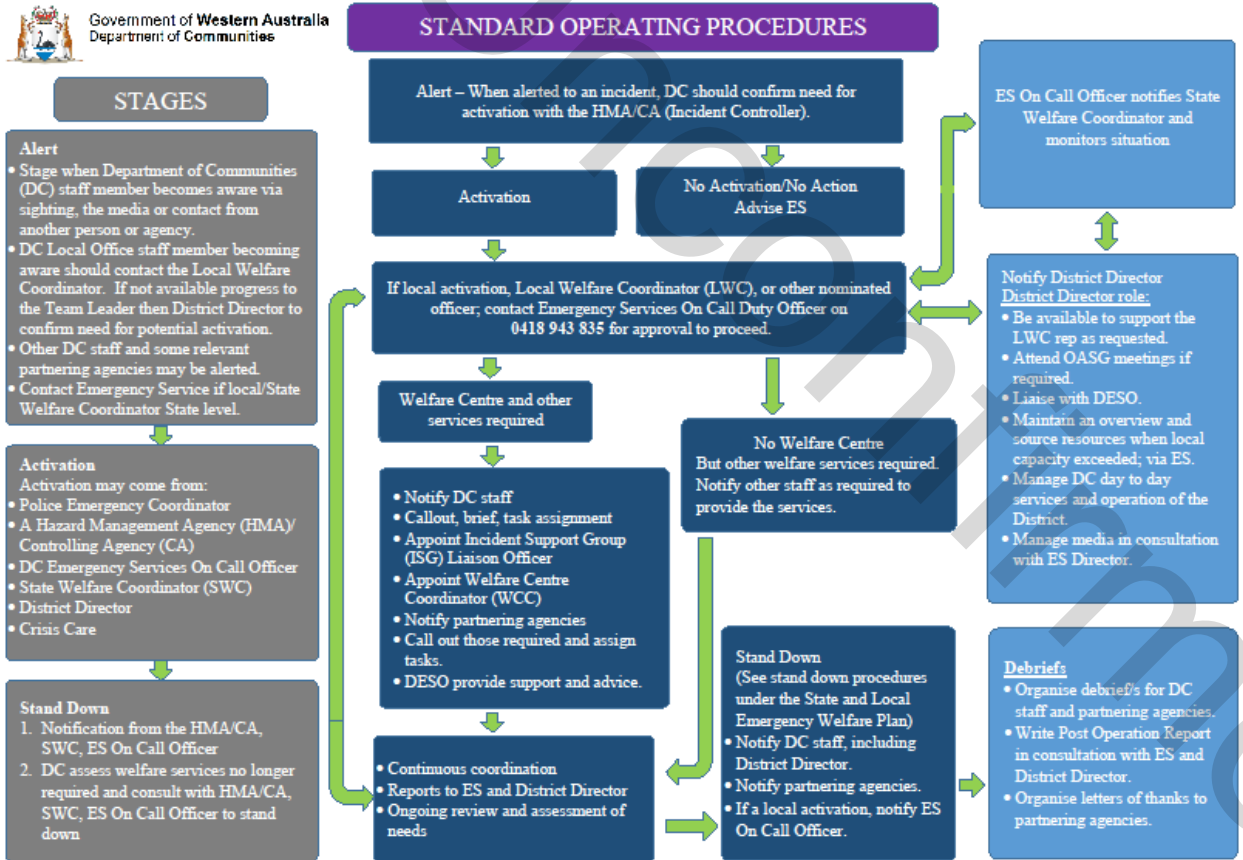 Government of Western Australia
Department of Communities
STANDARD OPERATING PROCEDURES
STAGES
Alert
• Stage when Department of Communities
(DC) staff member becomes aware via
sighting, the media or contact from
another person or agency.
• DC Local Office staff member becoming
aware should contact the Local Welfare
Coordinator. If not available progress to
the Team Leader then District Director to
confirm need for potential activation.
• Other DC staff and some relevant
partnering agencies may be alerted.
• Contact Emergency Service if local/State
Welfare Coordinator State level.
Activation
Activation may come from:
• Police Emergency Coordinator
• A Hazard Management Agency (HMA)/
Controlling Agency (CA)
• DC Emergency Services On Call Officer
• State Welfare Coordinator (SWC)
• District Director
• Crisis Care
Stand Down
1. Notification from the HMA/CA,
SWC, ES On Call Officer
2. DC assess welfare services no longer
required and consult with HMA/CA,
SWC, ES On Call Officer to stand
down
Alert – When alerted to an incident, DC should confirm need for
activation with the HMA/CA (Incident Controller).
Activation
No Activation/No Action
Advise ES
If local activation, Local Welfare Coordinator (LWC), or other nominated
officer; contact Emergency Services On Call Duty Officer on
0418 943 835 for approval to proceed.
Welfare Centre and other
services required
No Welfare Centre
But other welfare services required.
Notify other staff as required to
provide the services.
• Notify DC staff
• Callout, brief, task assignment
• Appoint Incident Support Group
(ISG) Liaison Officer
• Appoint Welfare Centre
Coordinator (WCC)
• Notify partnering agencies
• Call out those required and assign
tasks.
• DESO provide support and advice.
• Continuous coordination
• Reports to ES and District Director
• Ongoing review and assessment of
needs
Stand Down
(See stand down procedures
under the State and Local
Emergency Welfare Plan)
• Notify DC staff, including
District Director.
• Notify partnering agencies.
• If a local activation, notify ES
On Call Officer.
ES On Call Officer notifies State
Welfare Coordinator and
monitors situation
Notify District Director
District Director role:
• Be available to support the
LWC rep as requested.
• Attend OASG meetings if
required.
• Liaise with DESO.
• Maintain an overview and
source resources when local
capacity exceeded; via ES.
• Manage DC day to day
services and operation of the
District.
• Manage media in consultation
with ES Director.
Debriefs
• Organise debrief/s for DC
staff and partnering agencies.
• Write Post Operation Report
in consultation with ES and
District Director.
• Organise letters of thanks to
partnering agencies.